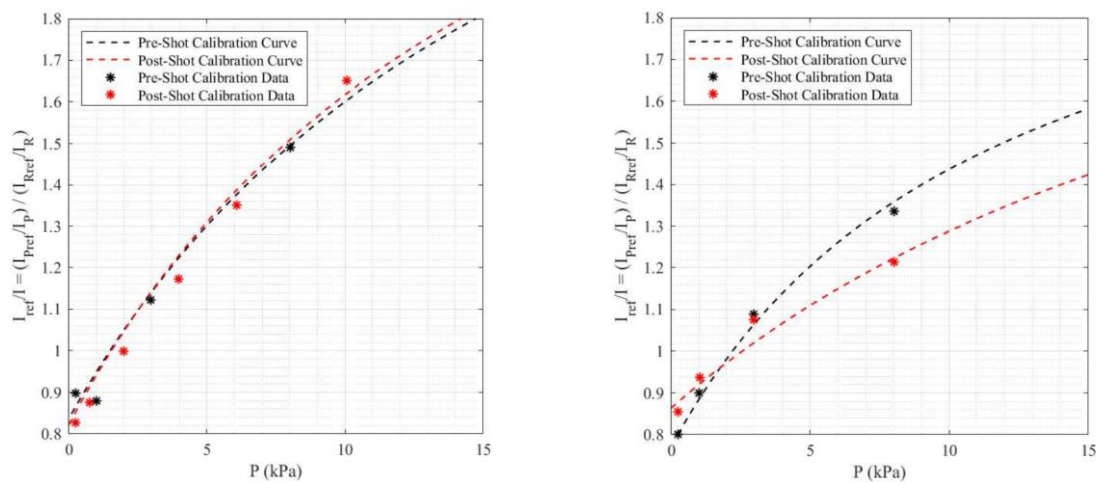 1.8
1.7
1.6
1.5
1.4
1.3
1.2
1.1
1
0.9
0.8
0
5
10
15
P (kPa)
I_ref/I = (I_Pref/I_P) / (I_Rref/I_R)
Pre-Shot Calibration Curve
Post-Shot Calibration Curve
Pre-Shot Calibration Data
Post-Shot Calibration Data
1.8
1.7
1.6
1.5
1.4
1.3
1.2
1.1
1
0.9
0.8
0
5
10
15
P (kPa)
I_ref/I = (I_Pref/I_P) / (I_Rref/I_R)
Pre-Shot Calibration Curve
Post-Shot Calibration Curve
Pre-Shot Calibration Data
Post-Shot Calibration Data